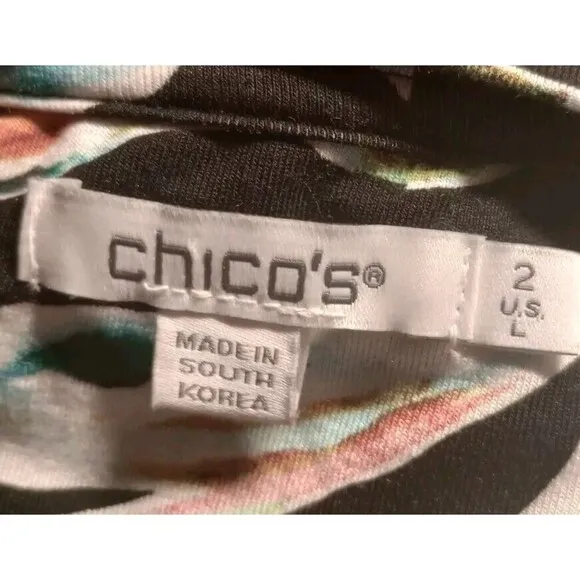 chico's®
2
U.S.
L
MADE IN
SOUTH
KOREA